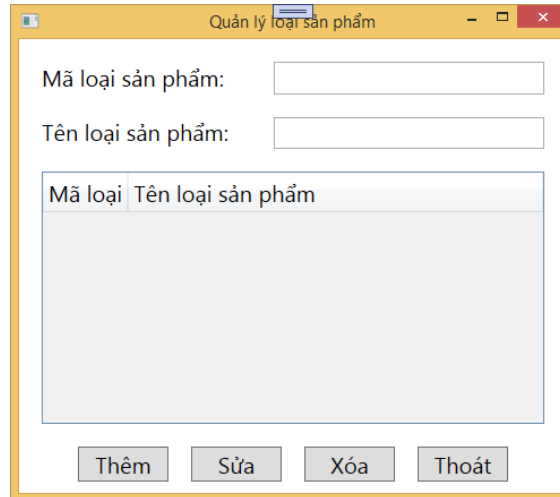 Quản lý loại sản phẩm
Mã loại sản phẩm:
Tên loại sản phẩm:
Mã loại Tên loại sản phẩm
Thêm Sửa Xóa Thoát